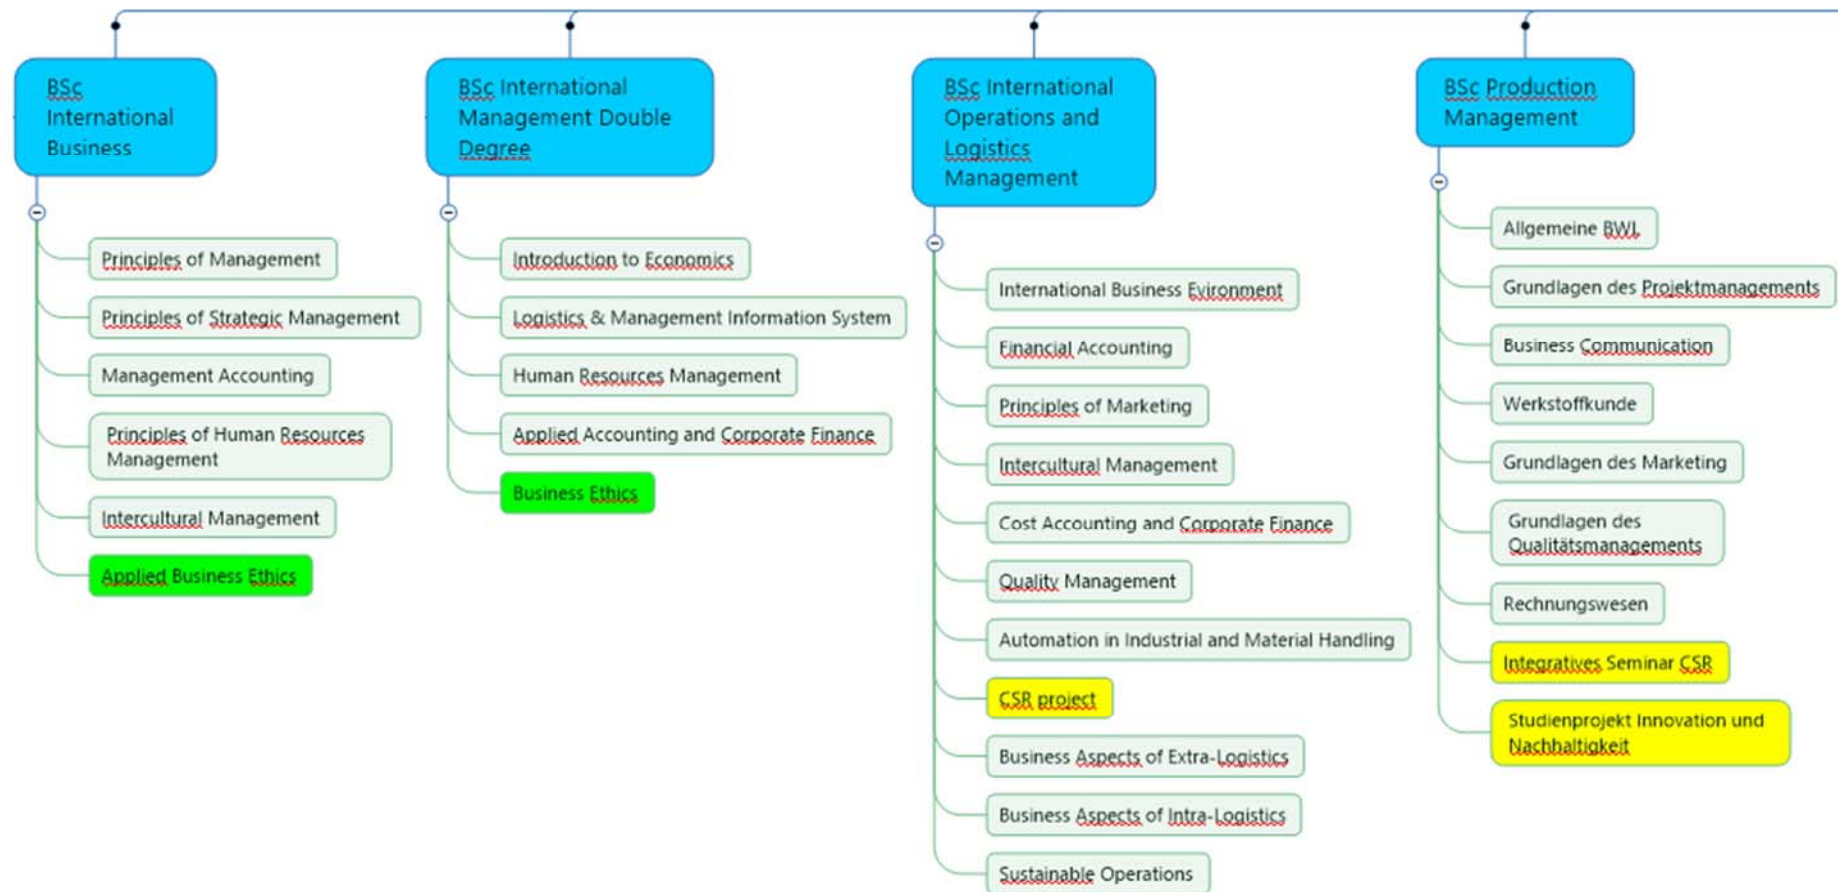 BSc
International
Business
Principles of Management
Principles of Strategic Management
Management Accounting
Principles of Human Resources
Management
Intercultural Management
Applied Business Ethics
BSc International
Management Double
Degree
Introduction to Economics
Logistics & Management Information System
Human Resources Management
Applied Accounting and Corporate Finance
Business Ethics
BSc International
Operations and
Logistics
Management
International Business Evironment
Financial Accounting
Principles of Marketing
Intercultural Management
Cost Accounting and Corporate Finance
Quality Management
Automation in Industrial and Material Handling
CSR project
Business Aspects of Extra-Logistics
Business Aspects of Intra-Logistics
Sustainable Operations
BSc Production
Management
Allgemeine BWL
Grundlagen des Projektmanagements
Business Communication
Werkstoffkunde
Grundlagen des Marketing
Grundlagen des
Qualitätsmanagements
Rechnungswesen
Integratives Seminar CSR
Studienprojekt Innovation und
Nachhaltigkeit